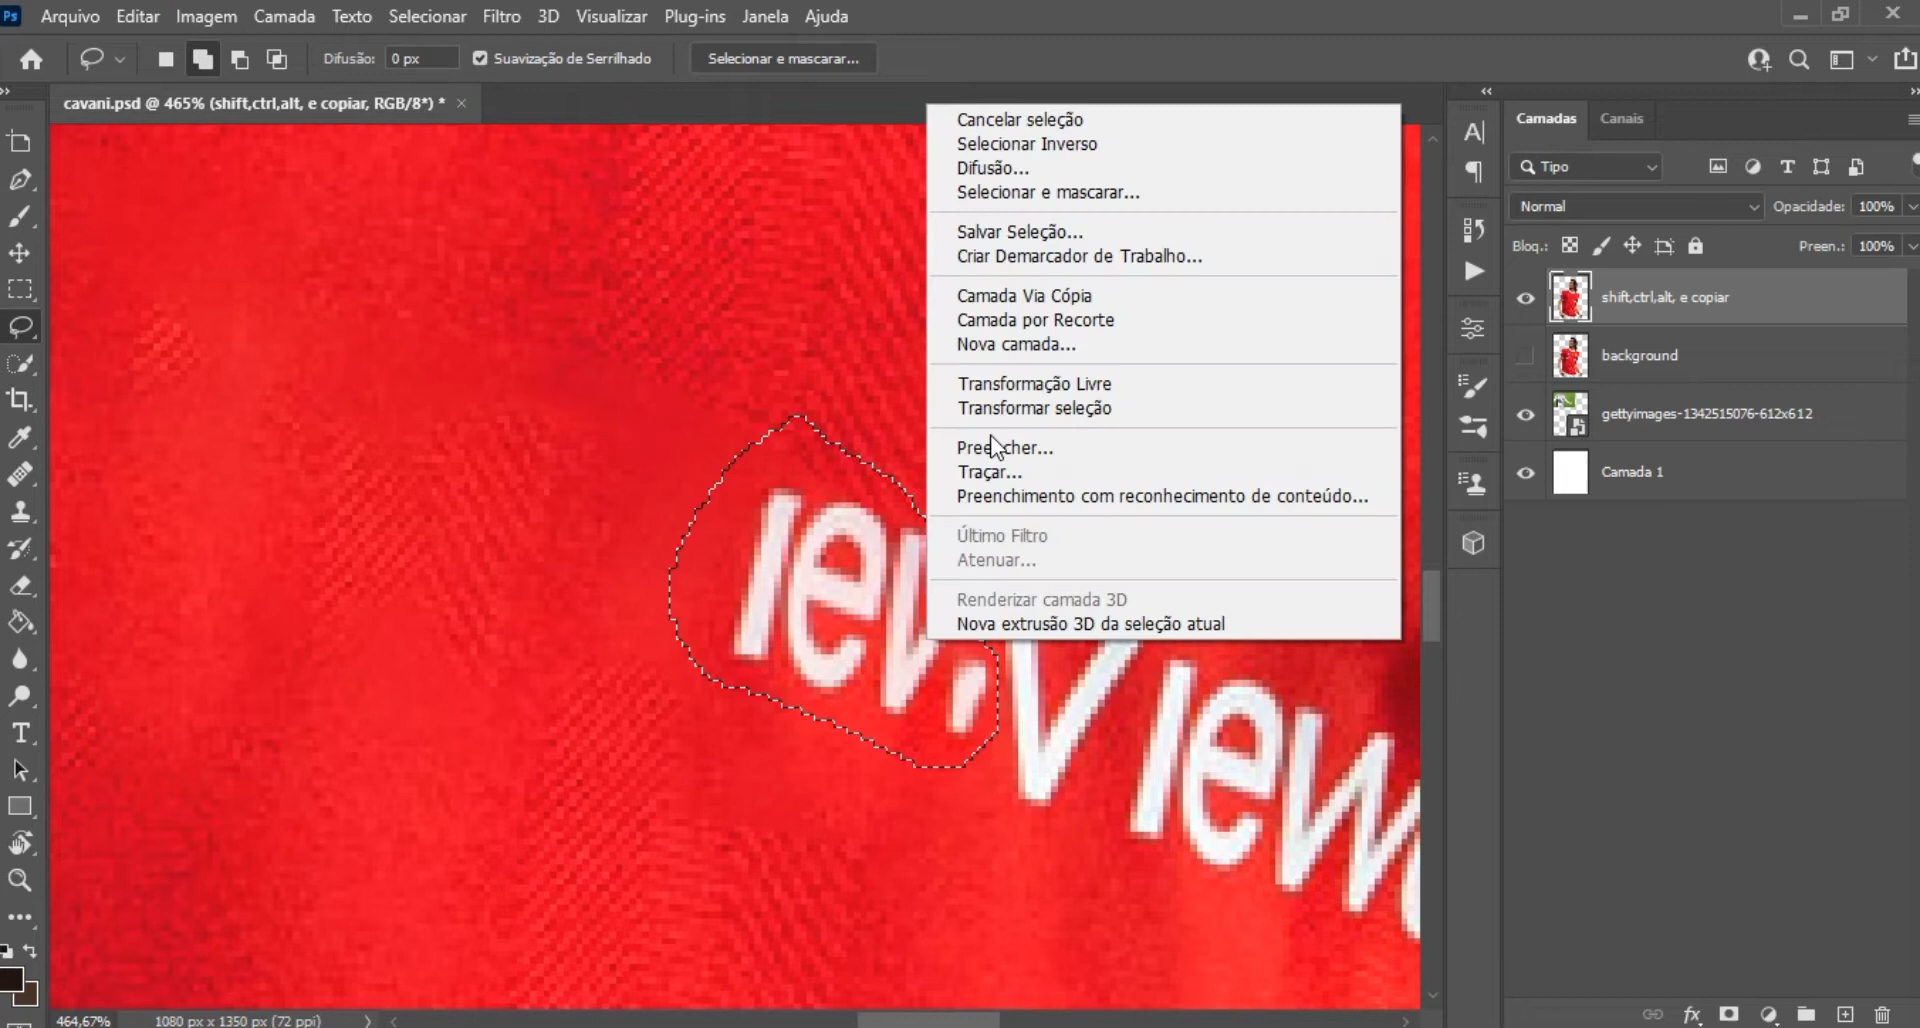 Ps Arquivo Editar Imagem Camada Texto Selecionar Filtro 3D Visualizar Plug-ins Janela Ajuda
Difusão: 0 px Suavização de Serrilhado Selecionar e mascarar...
cavani.psd @ 465% (shift,ctrl,alt, e copiar, RGB/8*) * ×
Cancelar seleção
Selecionar Inverso
Difusão...
Selecionar e mascarar...
Salvar Seleção...
Criar Demarcador de Trabalho...
Camada Via Cópia
Camada por Recorte
Nova camada...
Transformação Livre
Transformar seleção
Preencher...
Traçar...
Preenchimento com reconhecimento de conteúdo...
Último Filtro
Atenuar...
Renderizar camada 3D
Nova extrusão 3D da seleção atual
Camadas Canais
Tipo
Normal Opacidade: 100%
Bloq.: Preen.: 100%
shift,ctrl,alt, e copiar
background
gettyimages-1342515076-612x612
Camada 1
464,67% 1080 px x 1350 px (72 ppi)